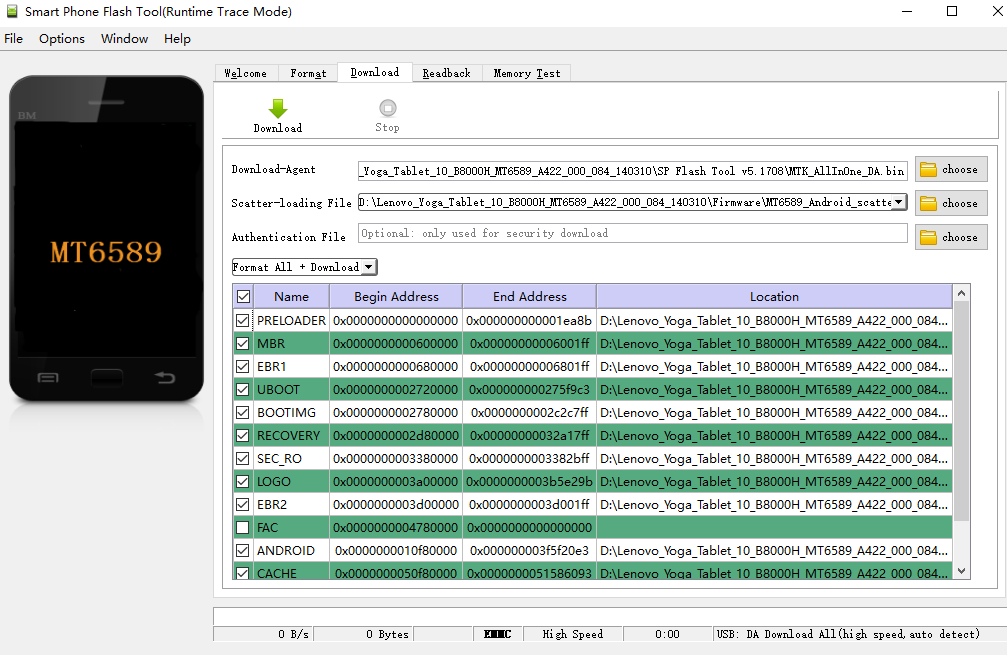 Smart Phone Flash Tool(Runtime Trace Mode)
File Options Window Help
Welcome Format Download Readback Memory Test
Download Stop
BM
MT6589
Download-Agent _Yoga_Tablet_10_B8000H_MT6589_A422_000_084_140310\SP Flash Tool v5.1708\MTK_AllInOne_DA.bin choose
Scatter-loading File D:\Lenovo_Yoga_Tablet_10_B8000H_MT6589_A422_000_084_140310\Firmware\MT6589_Android_scatte choose
Authentication File Optional: only used for security download choose
Format All + Download
Name Begin Address End Address Location
PRELOADER 0x0000000000000000 0x000000000001ea8b D:\Lenovo_Yoga_Tablet_10_B8000H_MT6589_A422_000_084...
MBR 0x0000000000600000 0x00000000006001ff D:\Lenovo_Yoga_Tablet_10_B8000H_MT6589_A422_000_084...
EBR1 0x0000000000680000 0x00000000006801ff D:\Lenovo_Yoga_Tablet_10_B8000H_MT6589_A422_000_084...
UBOOT 0x0000000002720000 0x000000000275f9c3 D:\Lenovo_Yoga_Tablet_10_B8000H_MT6589_A422_000_084...
BOOTIMG 0x0000000002780000 0x0000000002c2c7ff D:\Lenovo_Yoga_Tablet_10_B8000H_MT6589_A422_000_084...
RECOVERY 0x0000000002d80000 0x00000000032a17ff D:\Lenovo_Yoga_Tablet_10_B8000H_MT6589_A422_000_084...
SEC_RO 0x0000000003380000 0x0000000003382bff D:\Lenovo_Yoga_Tablet_10_B8000H_MT6589_A422_000_084...
LOGO 0x0000000003a00000 0x0000000003b5e29b D:\Lenovo_Yoga_Tablet_10_B8000H_MT6589_A422_000_084...
EBR2 0x0000000003d00000 0x0000000003d001ff D:\Lenovo_Yoga_Tablet_10_B8000H_MT6589_A422_000_084...
FAC 0x0000000004780000 0x0000000000000000
ANDROID 0x0000000010f80000 0x000000003f5f20e3 D:\Lenovo_Yoga_Tablet_10_B8000H_MT6589_A422_000_084...
CACHE 0x0000000050f80000 0x0000000051586093 D:\Lenovo_Yoga_Tablet_10_B8000H_MT6589_A422_000_084...
0 B/s 0 Bytes EMMC High Speed 0:00 USB: DA Download All(high speed,auto detect)